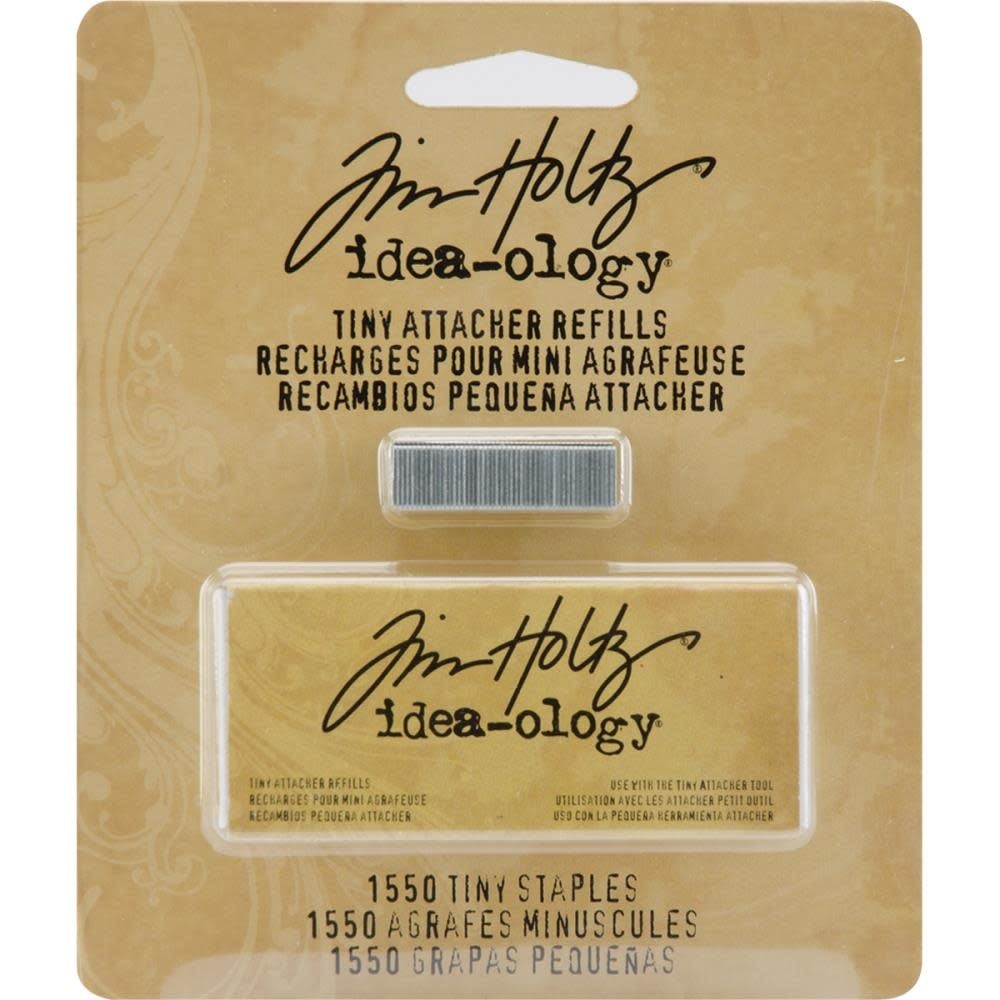 Tim Holtz®
idea-ology®
TINY ATTACHER REFILLS
RECHARGES POUR MINI AGRAFEUSE
RECAMBIOS PEQUEÑA ATTACHER
Tim Holtz®
idea-ology®
TINY ATTACHER REFILLS
RECHARGES POUR MINI AGRAFEUSE
RECAMBIOS PEQUEÑA ATTACHER
USE WITH THE TINY ATTACHER TOOL
UTILISATION AVEC LES ATTACHER PETIT OUTIL
USO CON LA PEQUEÑA HERRAMIENTA ATTACHER
1550 TINY STAPLES
1550 AGRAFES MINUSCULES
1550 GRAPAS PEQUEÑAS